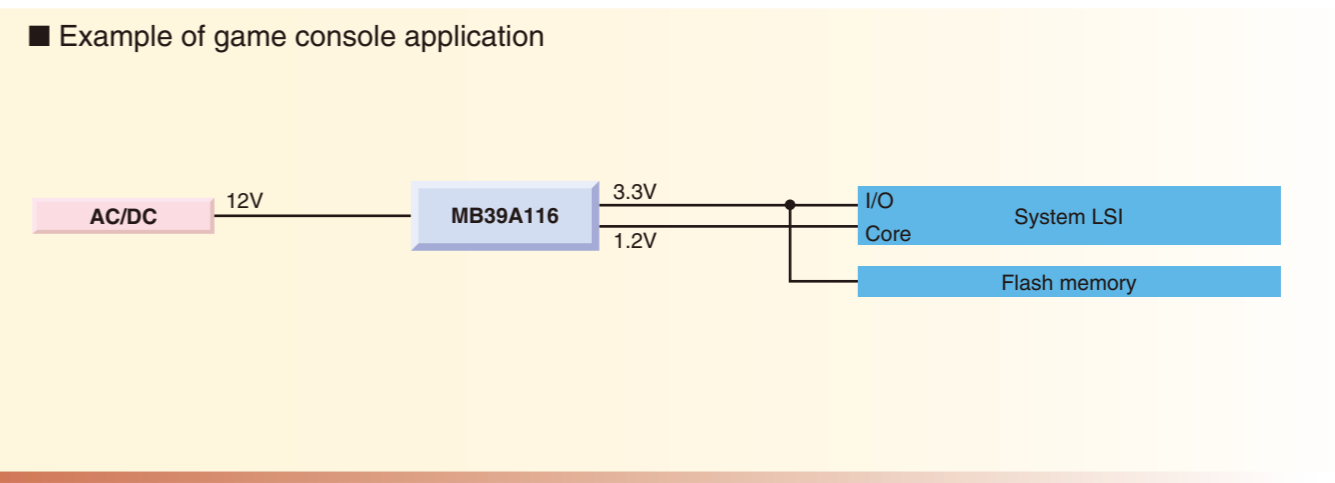 ■ Example of game console application
AC/DC
12V
MB39A116
3.3V
1.2V
I/O
Core
System LSI
Flash memory